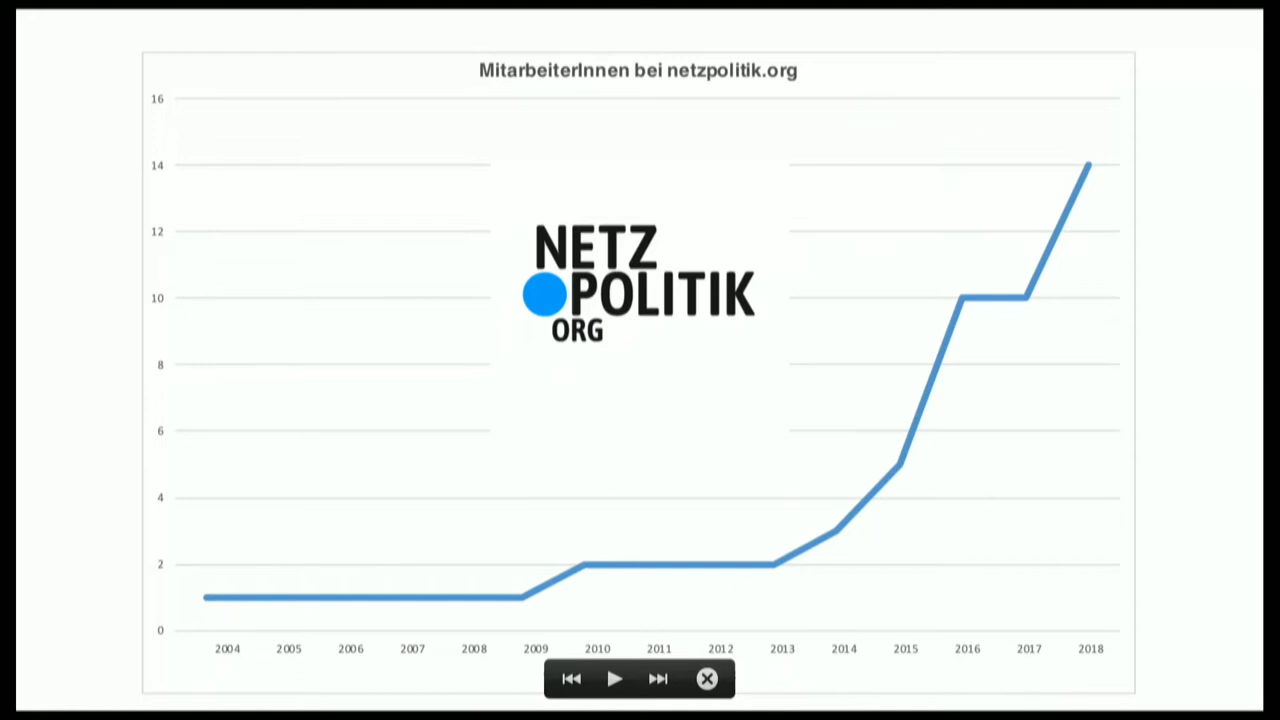 MitarbeiterInnen bei netzpolitik.org
16
14
12
10
8
6
4
2
0
NETZ
POLITIK
ORG
2004 2005 2006 2007 2008 2009 2010 2011 2012 2013 2014 2015 2016 2017 2018